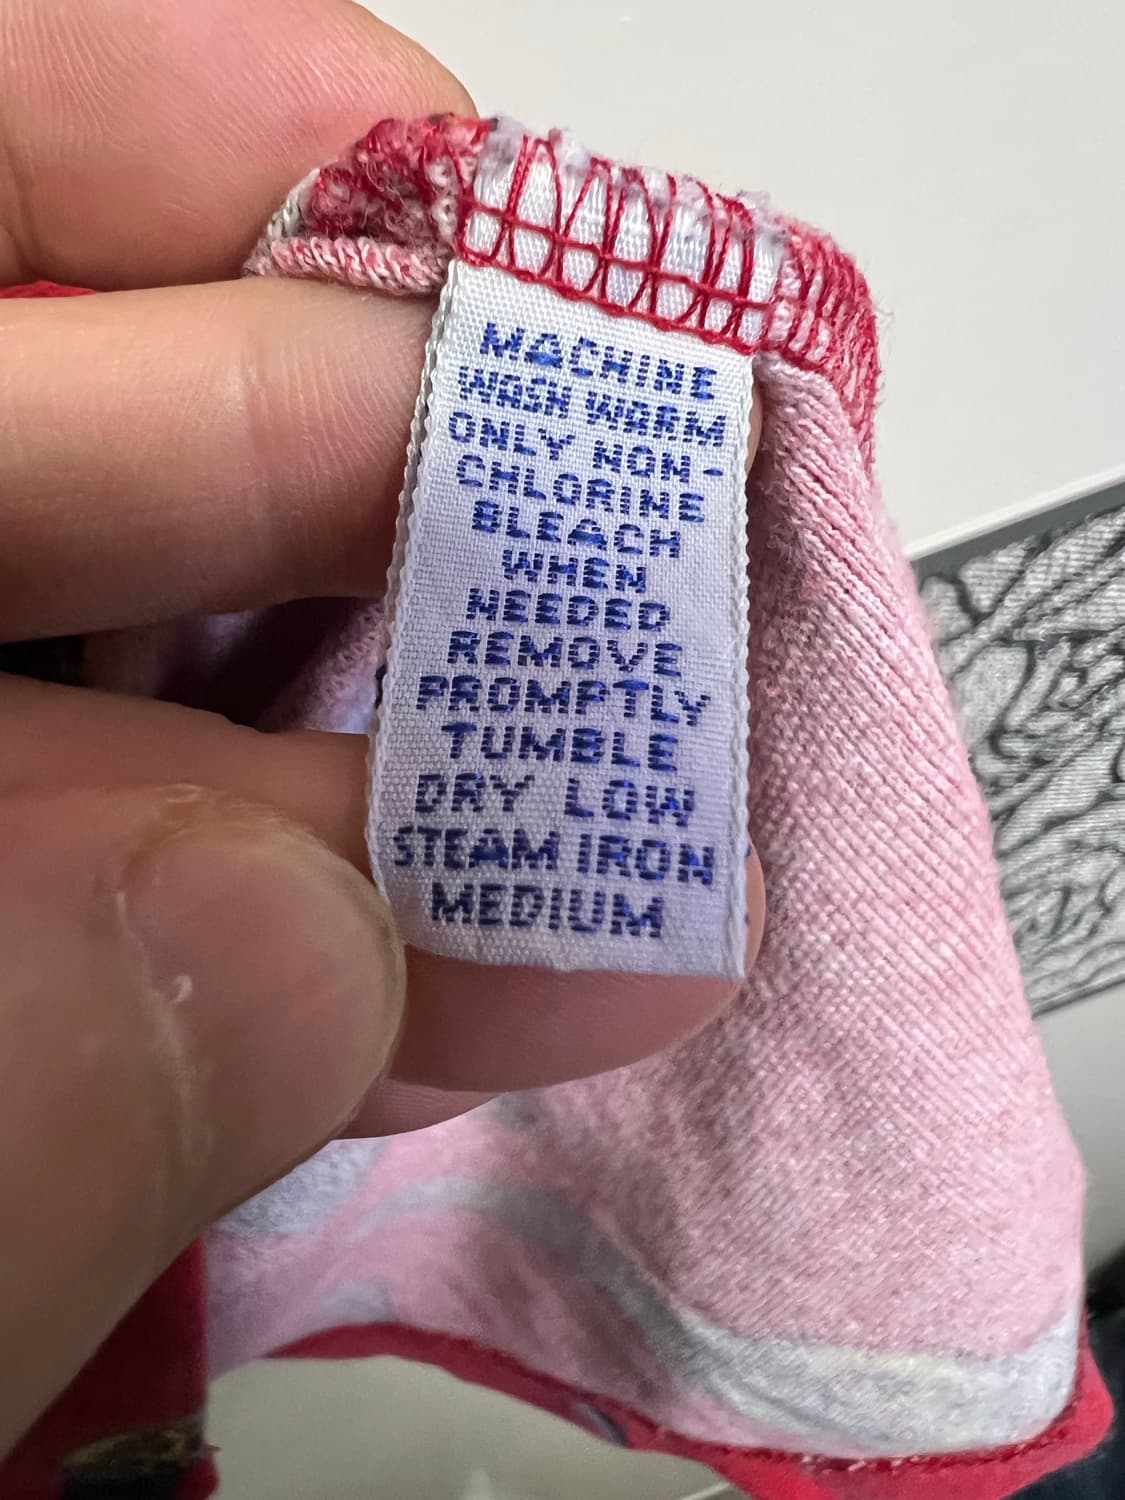 MACHINE
WASH WARM
ONLY NON-
CHLORINE
BLEACH
WHEN
NEEDED
REMOVE
PROMPTLY
TUMBLE
DRY LOW
STEAM IRON
MEDIUM